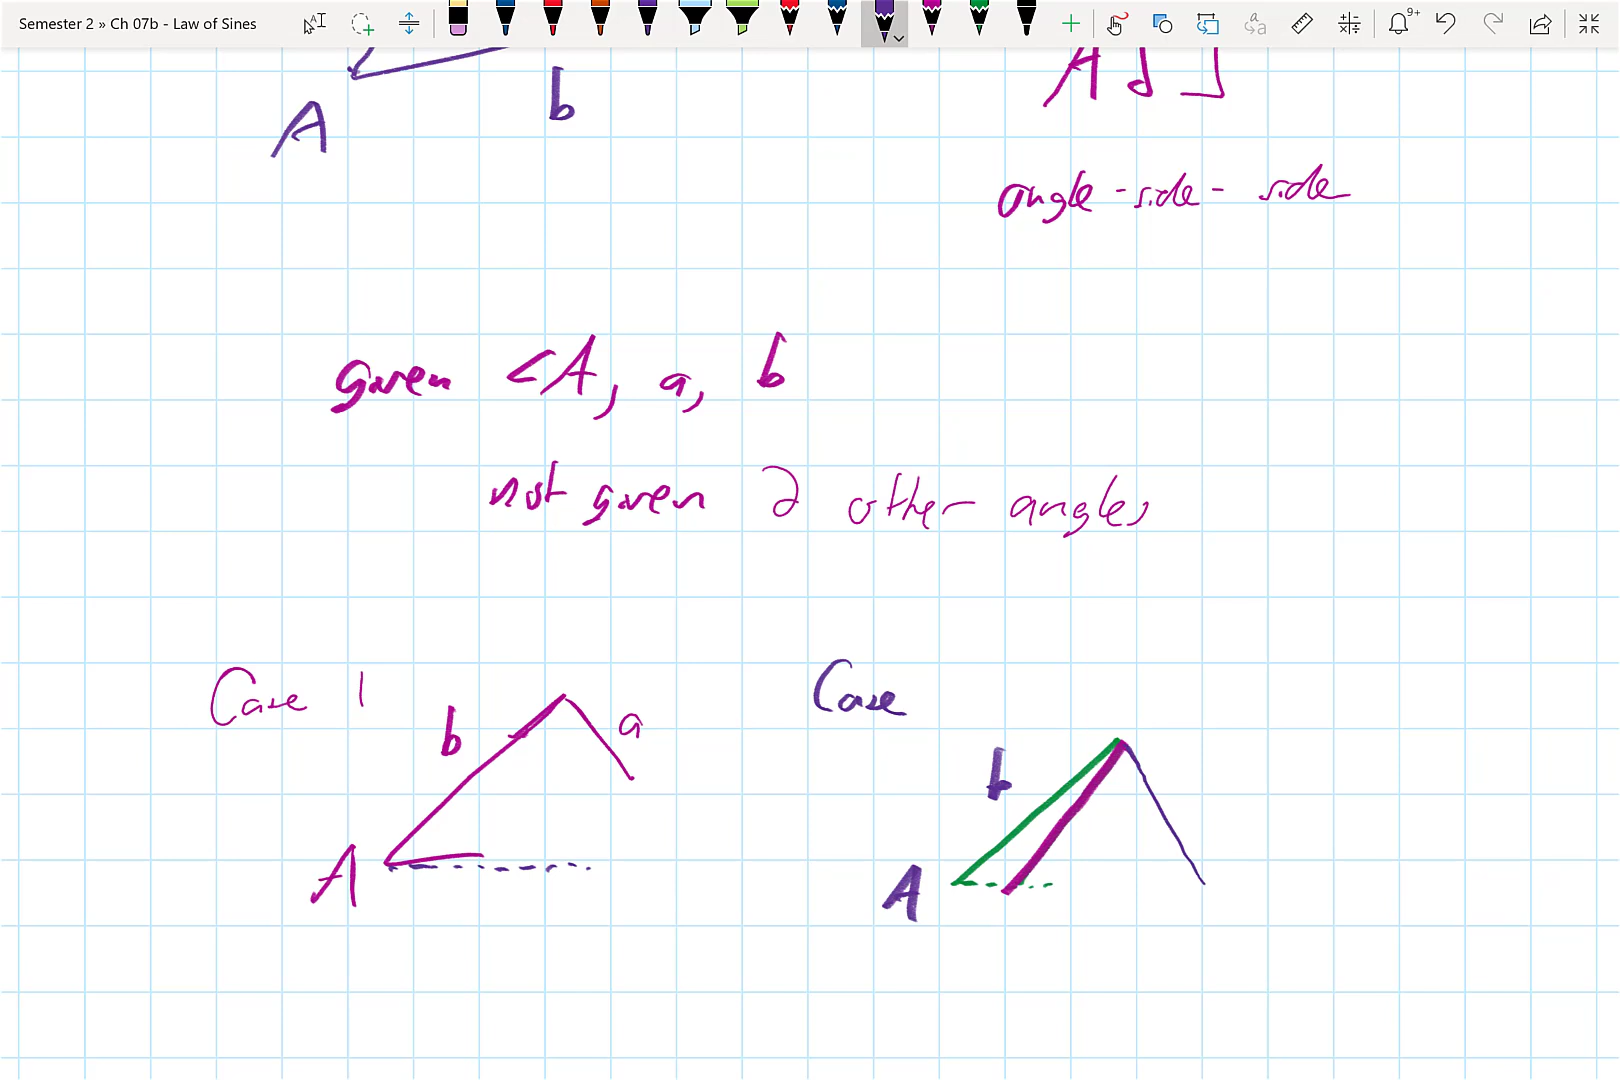 Semester 2 » Ch 07b - Law of Sines
9+
A b
A
angle - side - side
given <A, a, b
not given 2 other angles
Case 1
b a
A
Case
b
A